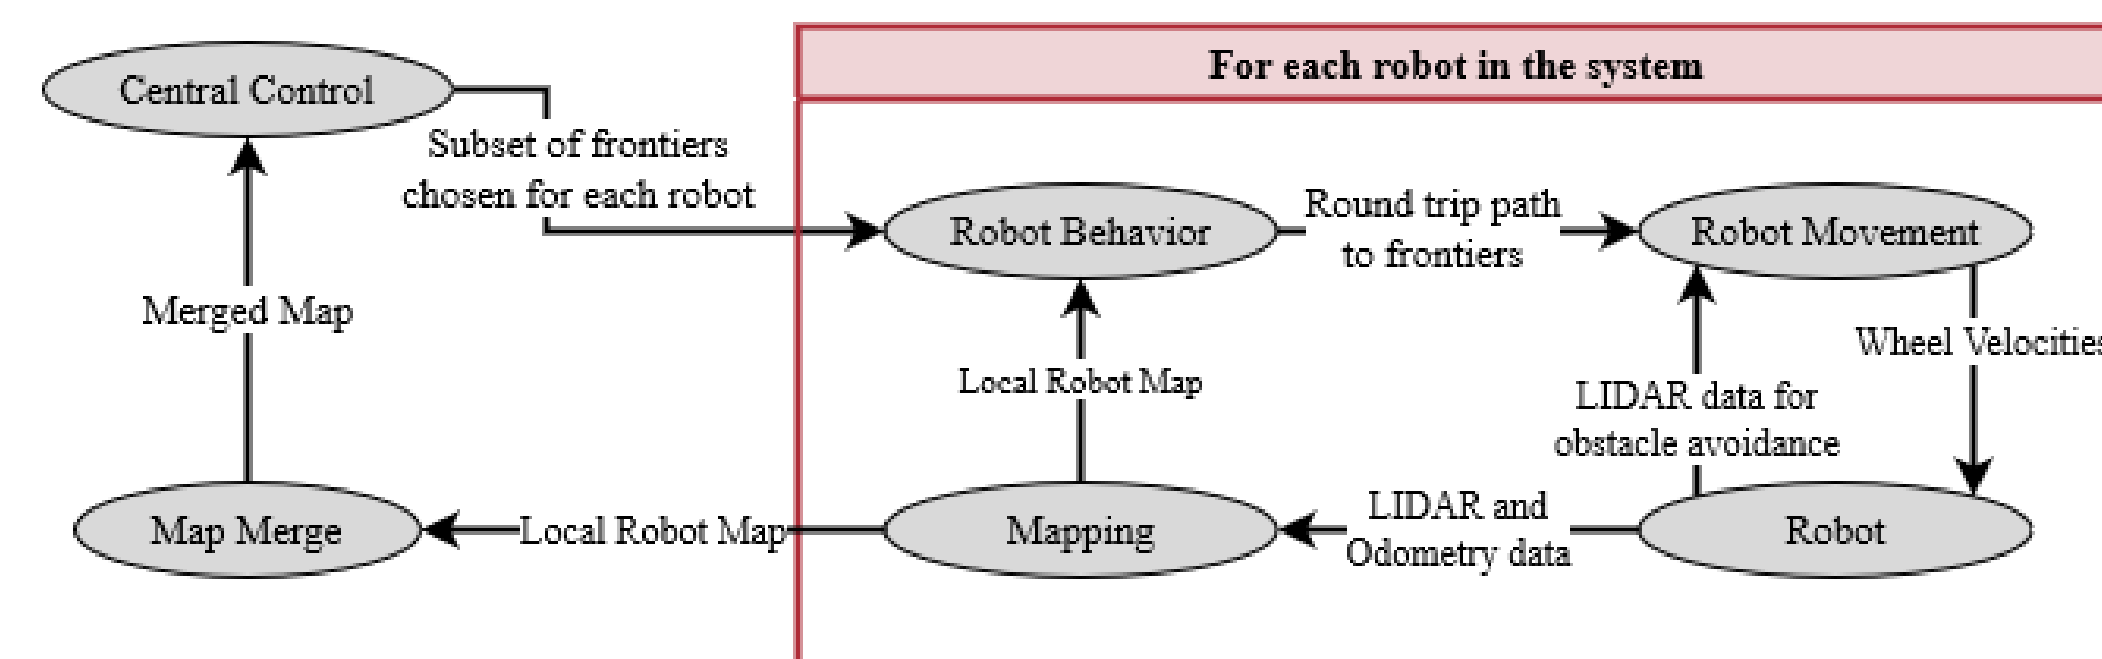 For each robot in the system
Central Control
Subset of frontiers
chosen for each robot
Robot Behavior
Round trip path
to frontiers
Robot Movement
Merged Map
Local Robot Map
Wheel Velocities
LIDAR data for
obstacle avoidance
Map Merge
Local Robot Map
Mapping
LIDAR and
Odometry data
Robot